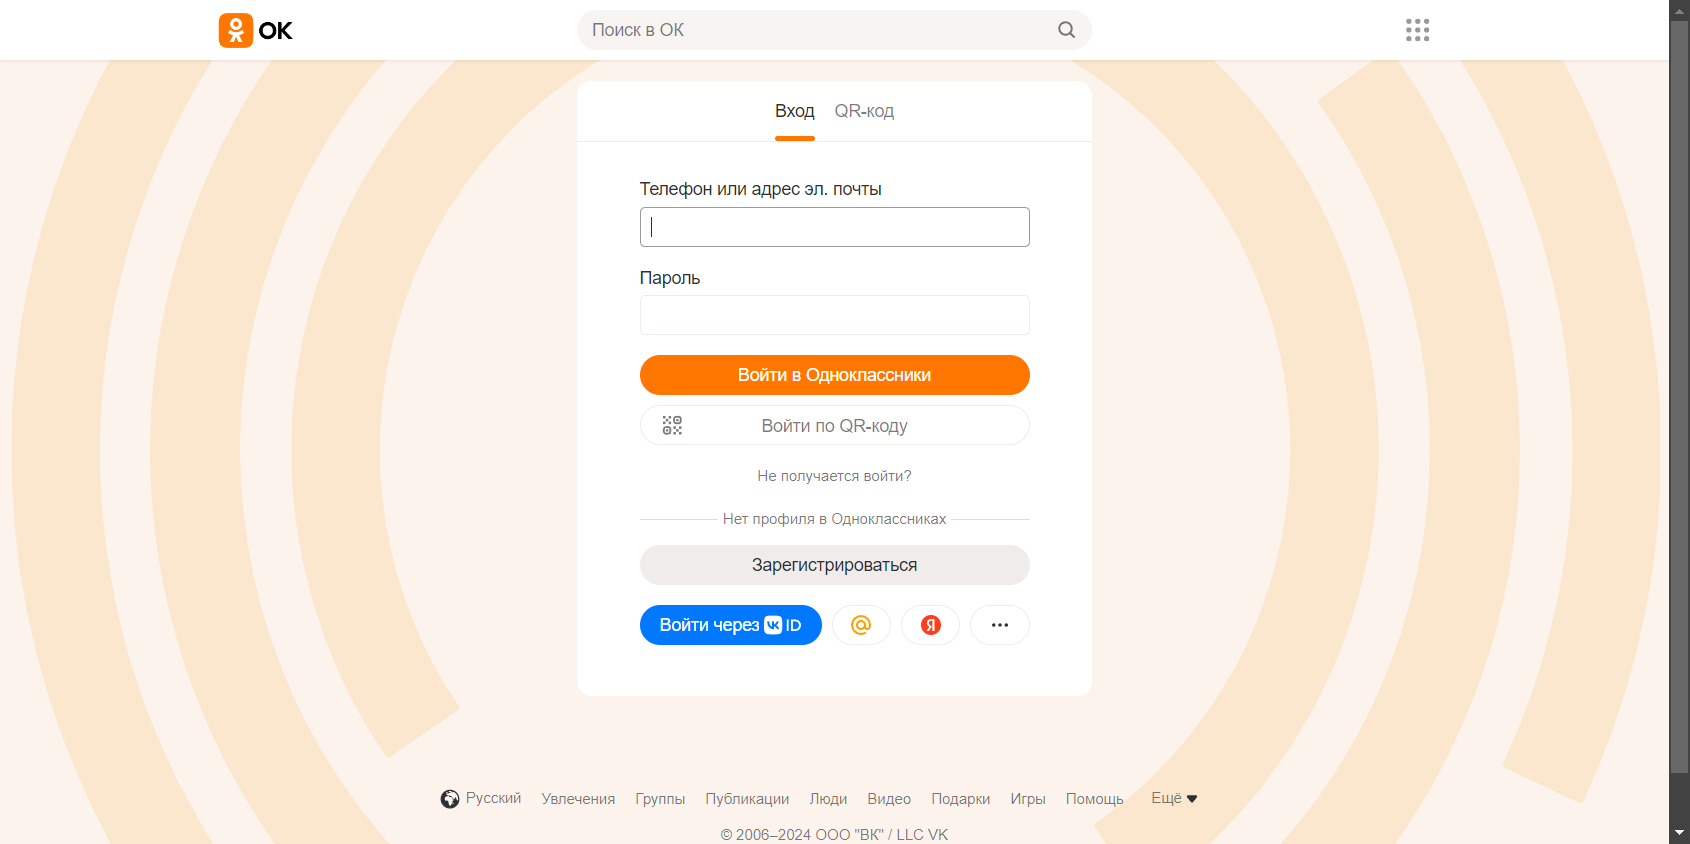 ОК
Поиск в ОК
Вход QR-код
Телефон или адрес эл. почты
Пароль
Войти в Одноклассники
Войти по QR-коду
Не получается войти?
Нет профиля в Одноклассниках
Зарегистрироваться
Войти через VK ID @ Я ...
Русский Увлечения Группы Публикации Люди Видео Подарки Игры Помощь Ещё
© 2006–2024 ООО "ВК" / LLC VK